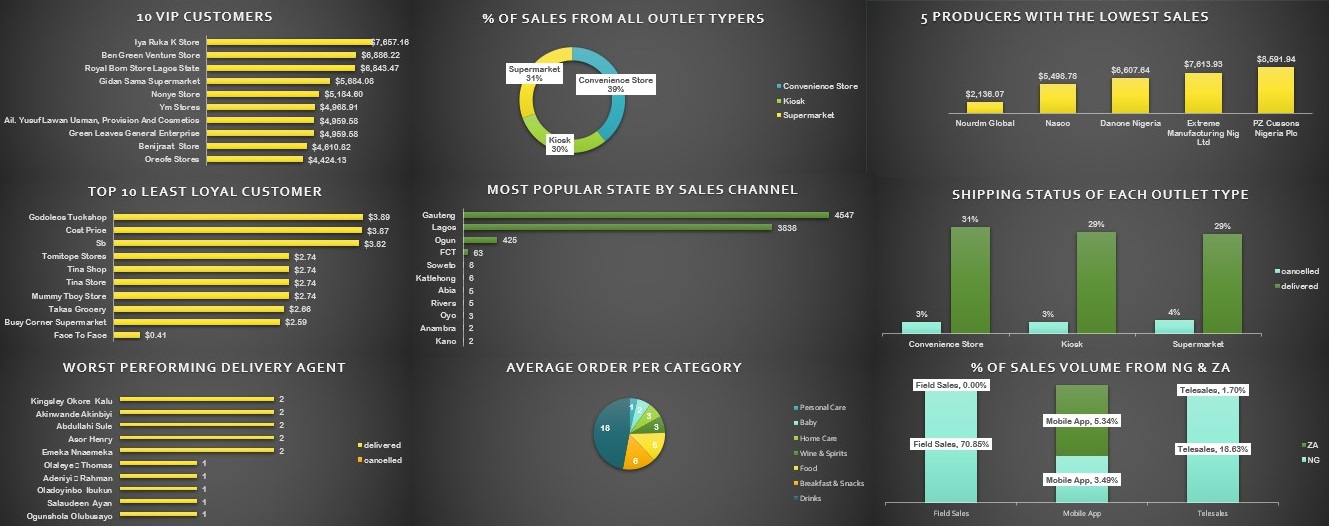 10 VIP CUSTOMERS
Iya Ruka K Store $7,657.16
Ben Green Venture Store $6,886.22
Royal Born Store Lagos State $6,843.47
Gidan Sama Supermarket $5,684.08
Nonye Store $5,184.60
Ym Stores $4,968.91
Ail. Yusuf Lawan Usman, Provision And Cosmetics $4,959.58
Green Leaves General Enterprise $4,959.58
Benijraat Store $4,610.82
Oreofe Stores $4,424.13
% OF SALES FROM ALL OUTLET TYPERS
Supermarket
31%
Convenience Store
39%
Kiosk
30%
Convenience Store
Kiosk
Supermarket
5 PRODUCERS WITH THE LOWEST SALES
$2,136.07
$5,498.78
$6,607.64
$7,613.93
$8,591.94
Nourdm Global
Nasco
Danone Nigeria
Extreme
Manufacturing Nig
Ltd
PZ Cussons
Nigeria Plc
TOP 10 LEAST LOYAL CUSTOMER
Godoleos Tuckshop $3.89
Cost Price $3.87
Sb $3.82
Tomitope Stores $2.74
Tina Shop $2.74
Tina Store $2.74
Mummy Tboy Store $2.74
Takas Grocery $2.66
Busy Corner Supermarket $2.59
Face To Face $0.41
MOST POPULAR STATE BY SALES CHANNEL
Gauteng 4547
Lagos 3838
Ogun 425
FCT 63
Soweto 8
Katlehong 6
Abia 5
Rivers 5
Oyo 3
Anambra 2
Kano 2
SHIPPING STATUS OF EACH OUTLET TYPE
3% 31%
3% 29%
4% 29%
Convenience Store
Kiosk
Supermarket
cancelled
delivered
WORST PERFORMING DELIVERY AGENT
Kingsley Okore Kalu 2
Akinwande Akinbiyi 2
Abdullahi Sule 2
Asor Henry 2
Emeka Nnaemeka 2
Olaleye Thomas 1
Adeniyi Rahman 1
Oladoyinbo Ibukun 1
Salaudeen Ayan 1
Ogunshola Olubusayo 1
delivered
cancelled
AVERAGE ORDER PER CATEGORY
1
2
3
3
5
6
18
Personal Care
Baby
Home Care
Wine & Spirits
Food
Breakfast & Snacks
Drinks
% OF SALES VOLUME FROM NG & ZA
Field Sales, 0.00%
Field Sales, 70.85%
Mobile App, 5.34%
Mobile App, 3.49%
Telesales, 1.70%
Telesales, 18.63%
Field Sales
Mobile App
Telesales
ZA
NG